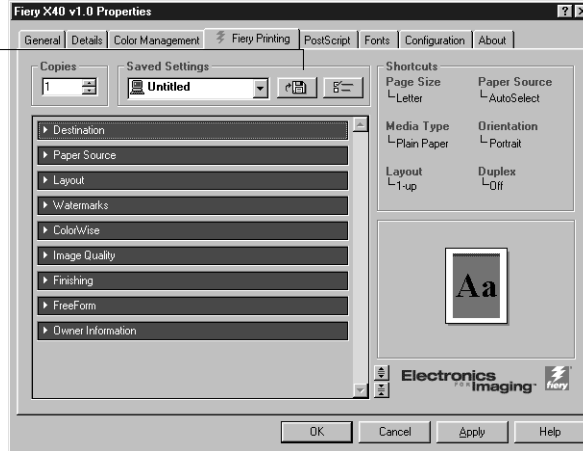 Fiery X40 v1.0 Properties
General Details Color Management Fiery Printing PostScript Fonts Configuration About
Copies
1
Saved Settings
Untitled
Destination
Paper Source
Layout
Watermarks
ColorWise
Image Quality
Finishing
FreeForm
Owner Information
Shortcuts
Page Size Paper Source
Letter AutoSelect
Media Type Orientation
Plain Paper Portrait
Layout Duplex
1-up Off
Aa
Electronics
FOR Imaging
fiery
OK Cancel Apply Help